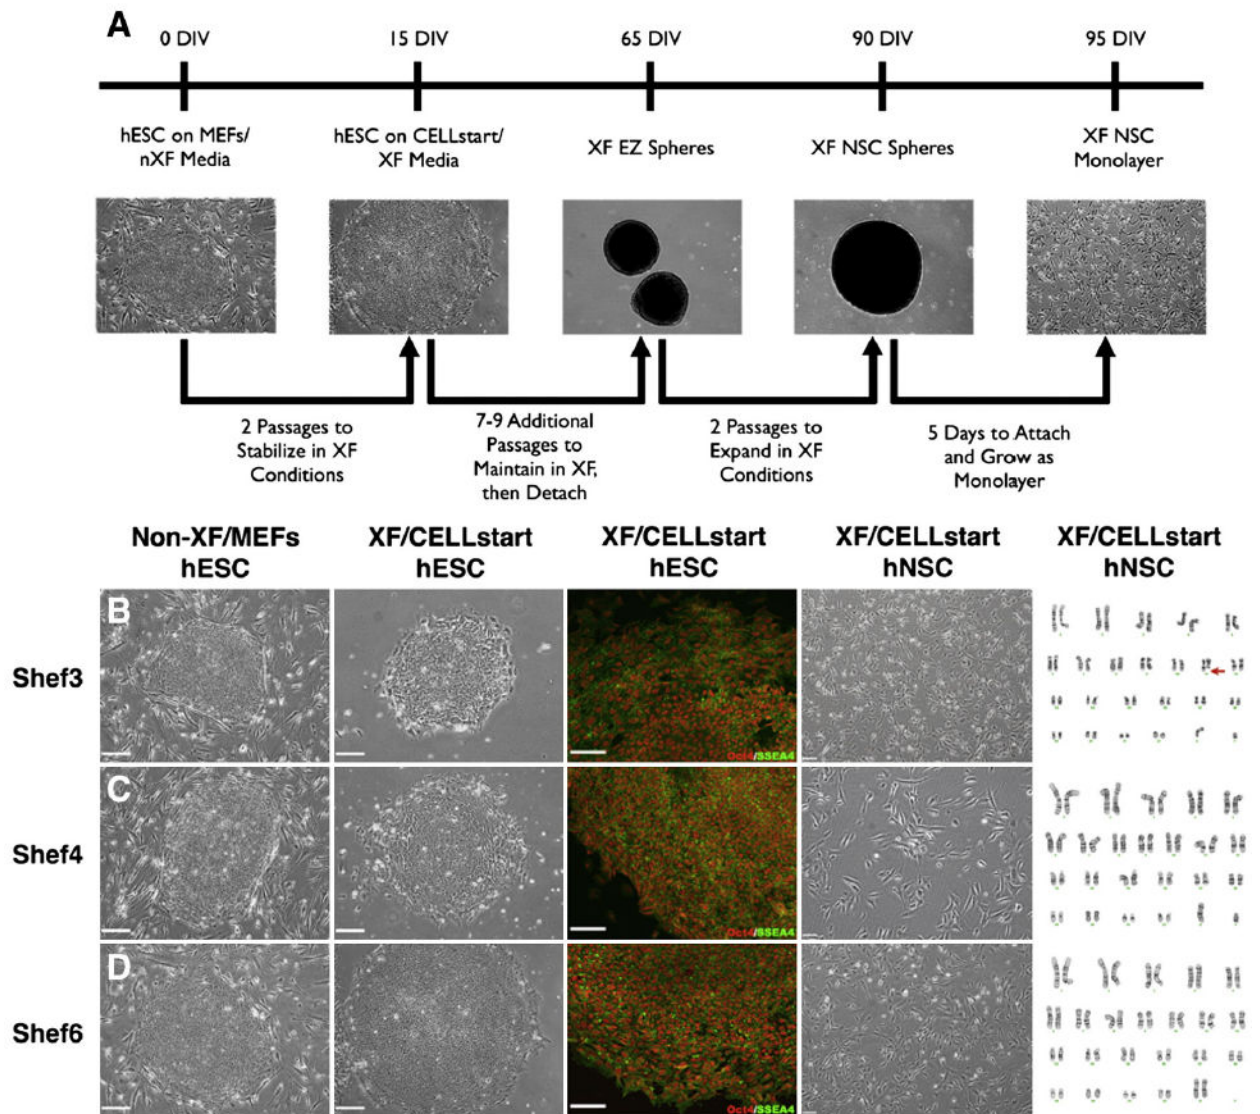 A
0 DIV
15 DIV
65 DIV
90 DIV
95 DIV
hESC on MEFs/
nXF Media
hESC on CELLstart/
XF Media
XF EZ Spheres
XF NSC Spheres
XF NSC
Monolayer
2 Passages to
Stabilize in XF
Conditions
7-9 Additional
Passages to
Maintain in XF,
then Detach
2 Passages to
Expand in XF
Conditions
5 Days to Attach
and Grow as
Monolayer
Non-XF/MEFs
hESC
XF/CELLstart
hESC
XF/CELLstart
hESC
XF/CELLstart
hNSC
XF/CELLstart
hNSC
B
Shef3
Oct4/SSEA4
C
Shef4
Oct4/SSEA4
D
Shef6
Oct4/SSEA4